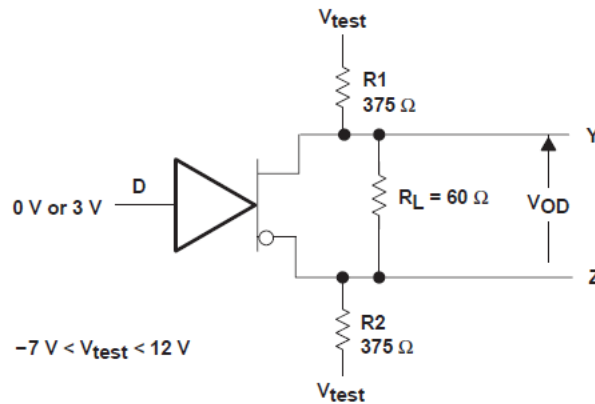 Vtest
R1
375 Ω
Y
D
0 V or 3 V
RL = 60 Ω
VOD
Z
R2
375 Ω
−7 V < Vtest < 12 V
Vtest